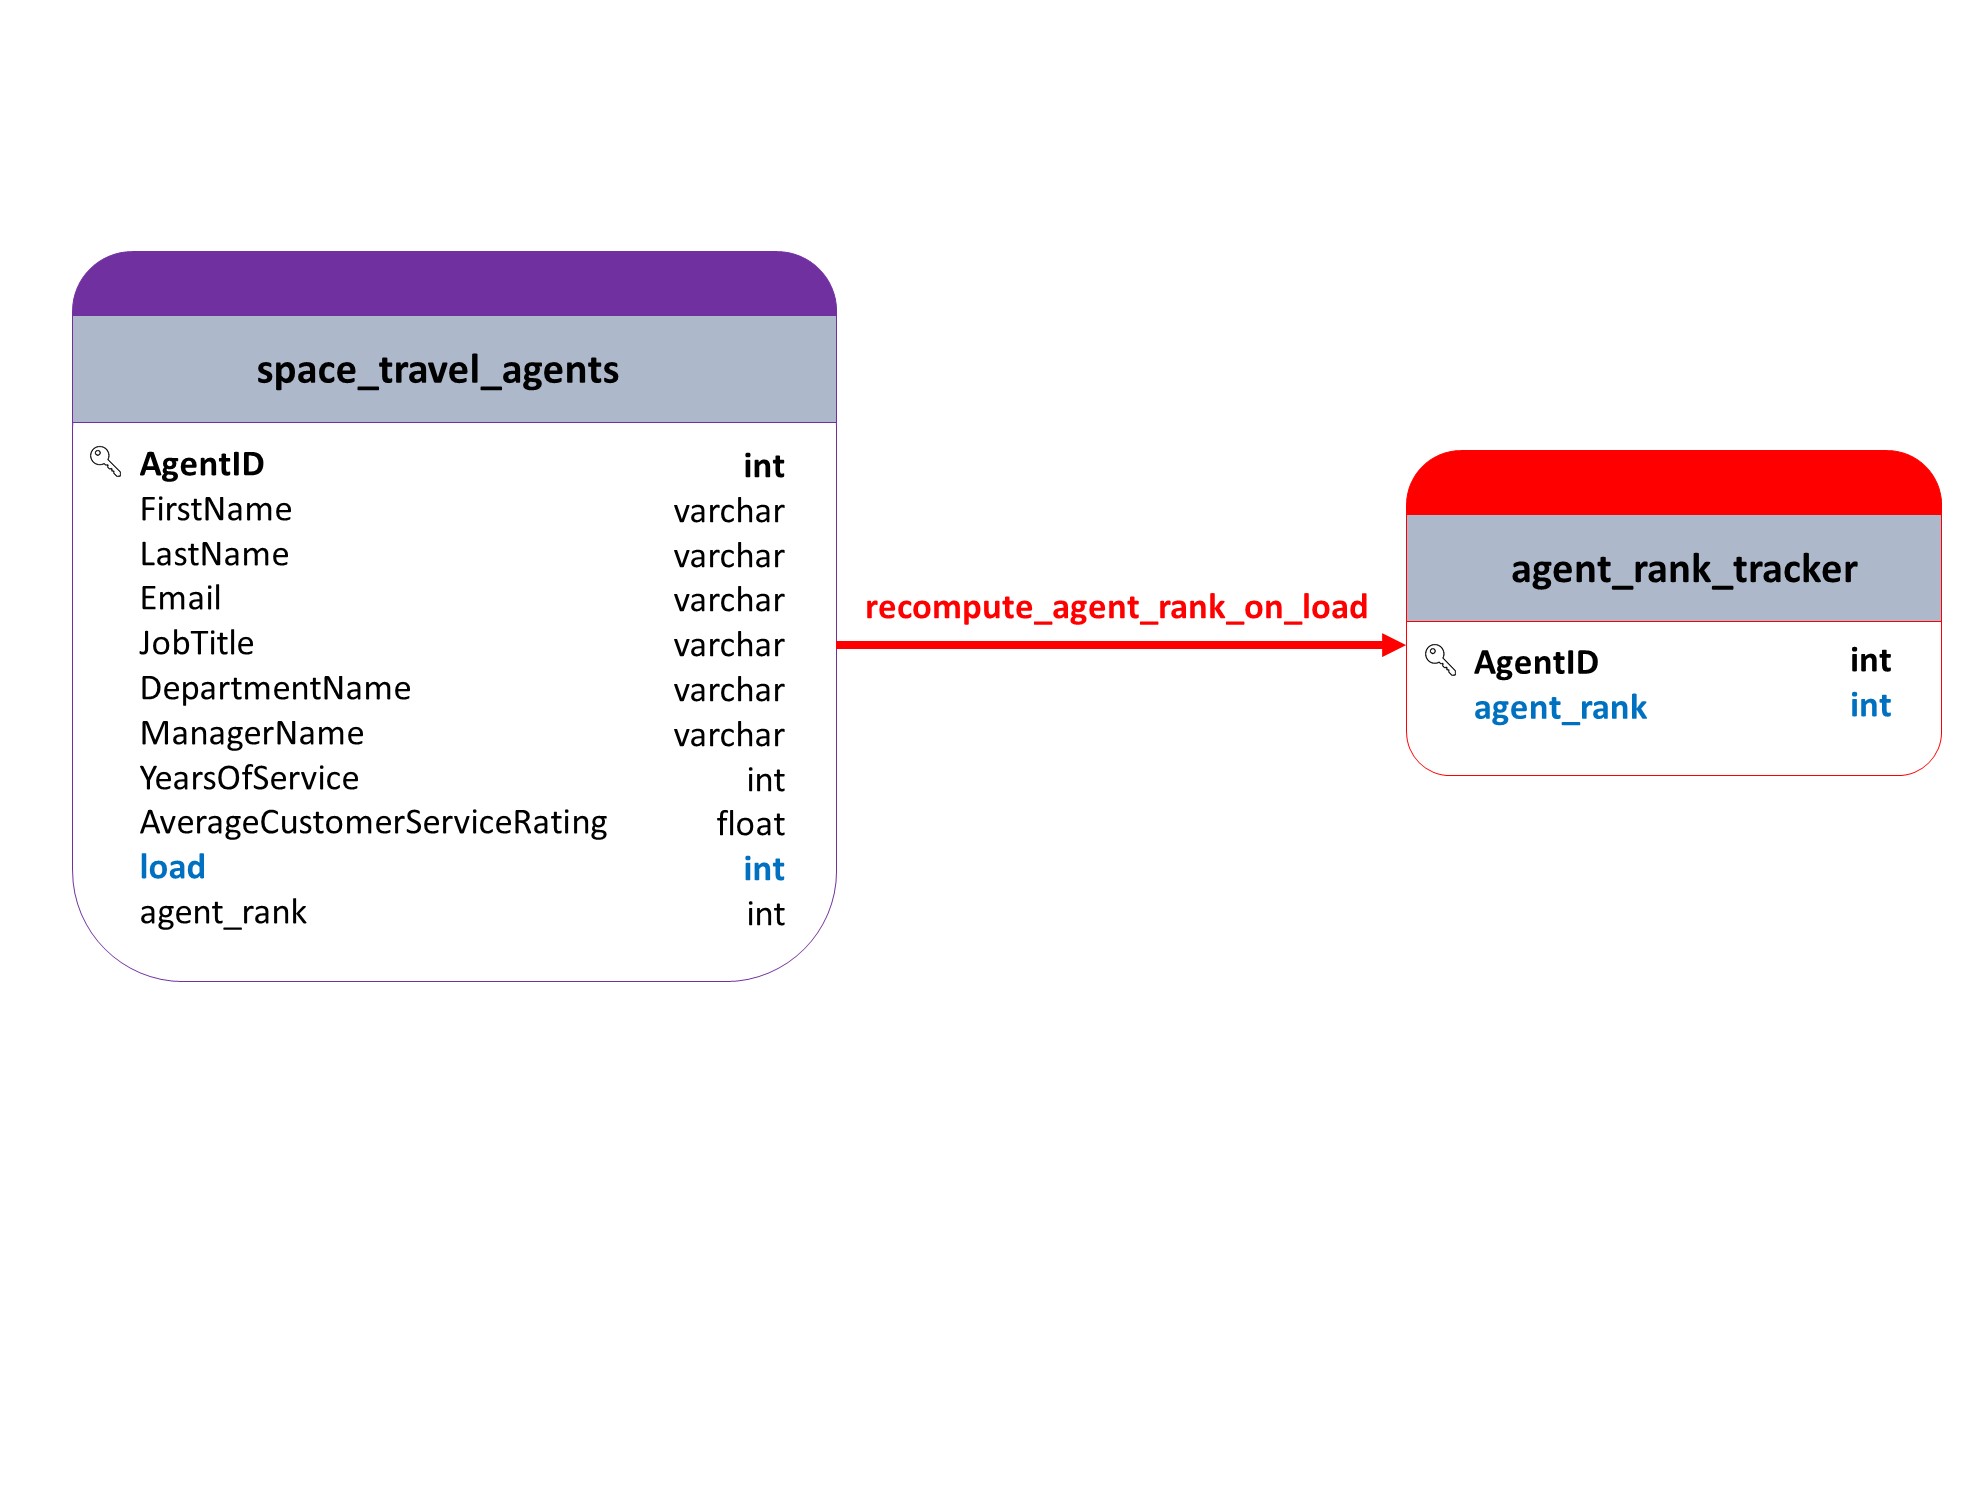 space_travel_agents
AgentID int
FirstName varchar
LastName varchar
Email varchar
JobTitle varchar
DepartmentName varchar
ManagerName varchar
YearsOfService int
AverageCustomerServiceRating float
load int
agent_rank int
recompute_agent_rank_on_load
agent_rank_tracker
AgentID int
agent_rank int